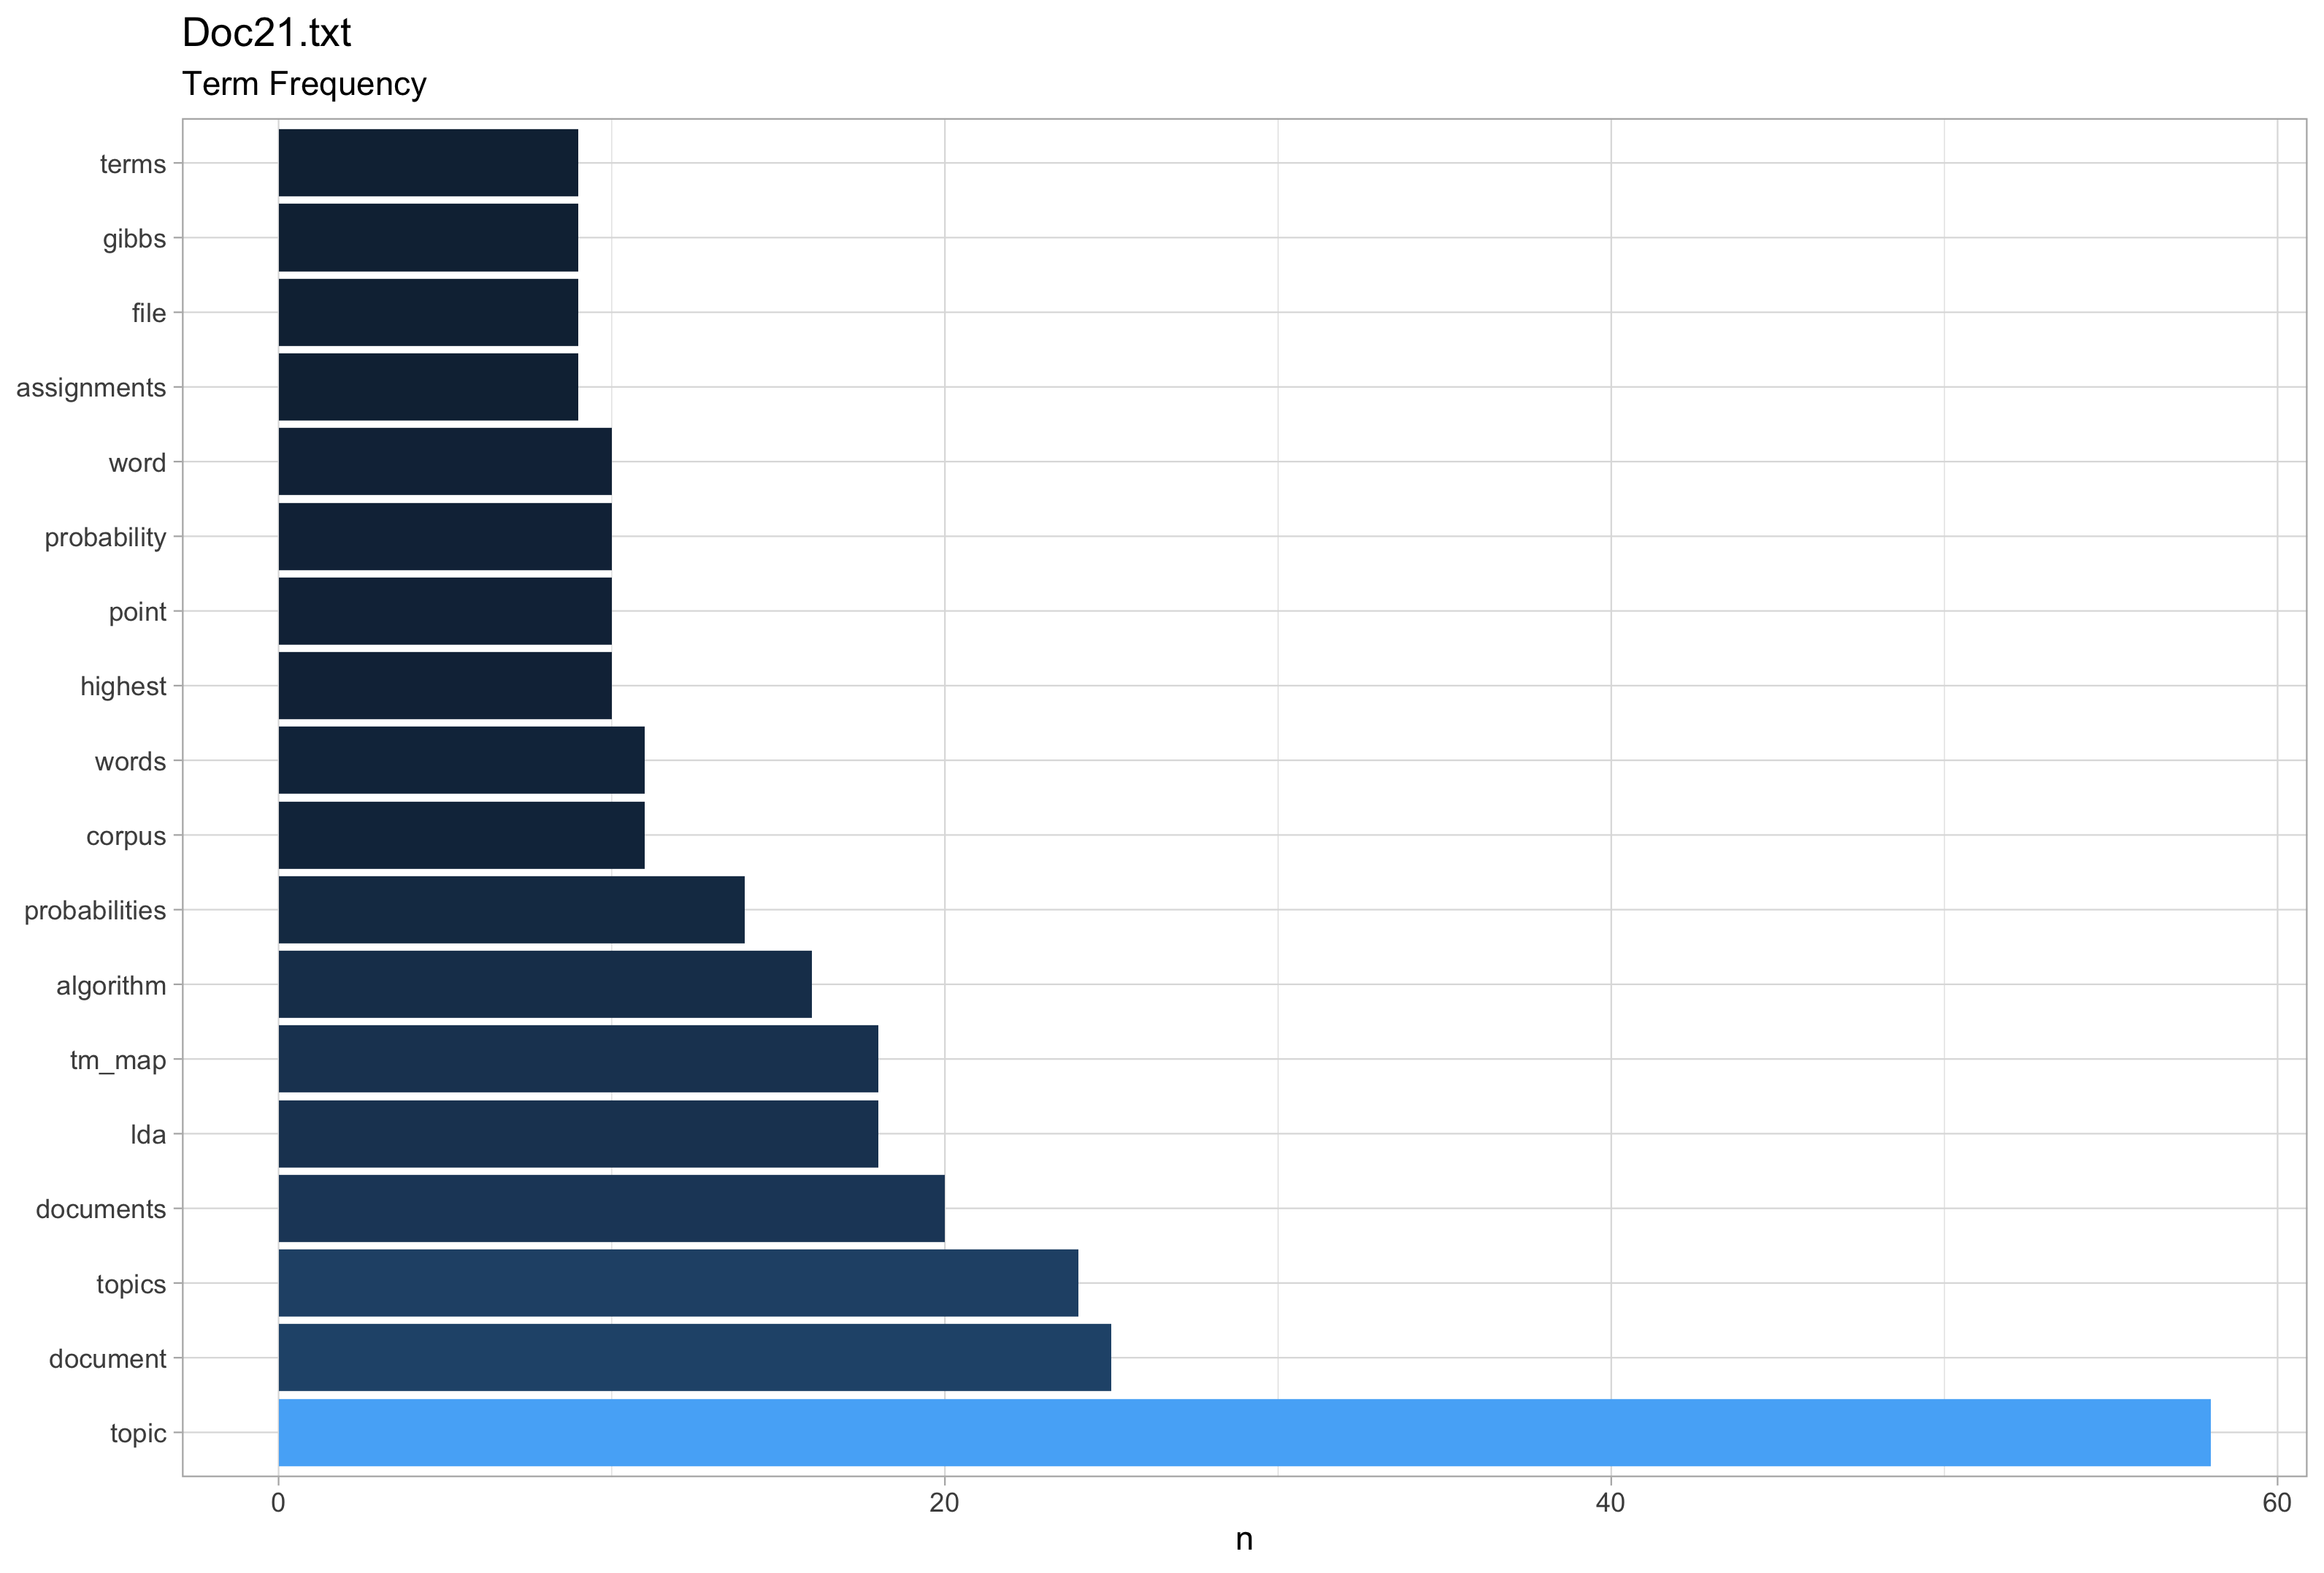 Doc21.txt
Term Frequency
terms
gibbs
file
assignments
word
probability
point
highest
words
corpus
probabilities
algorithm
tm_map
lda
documents
topics
document
topic
0 20 40 60
n